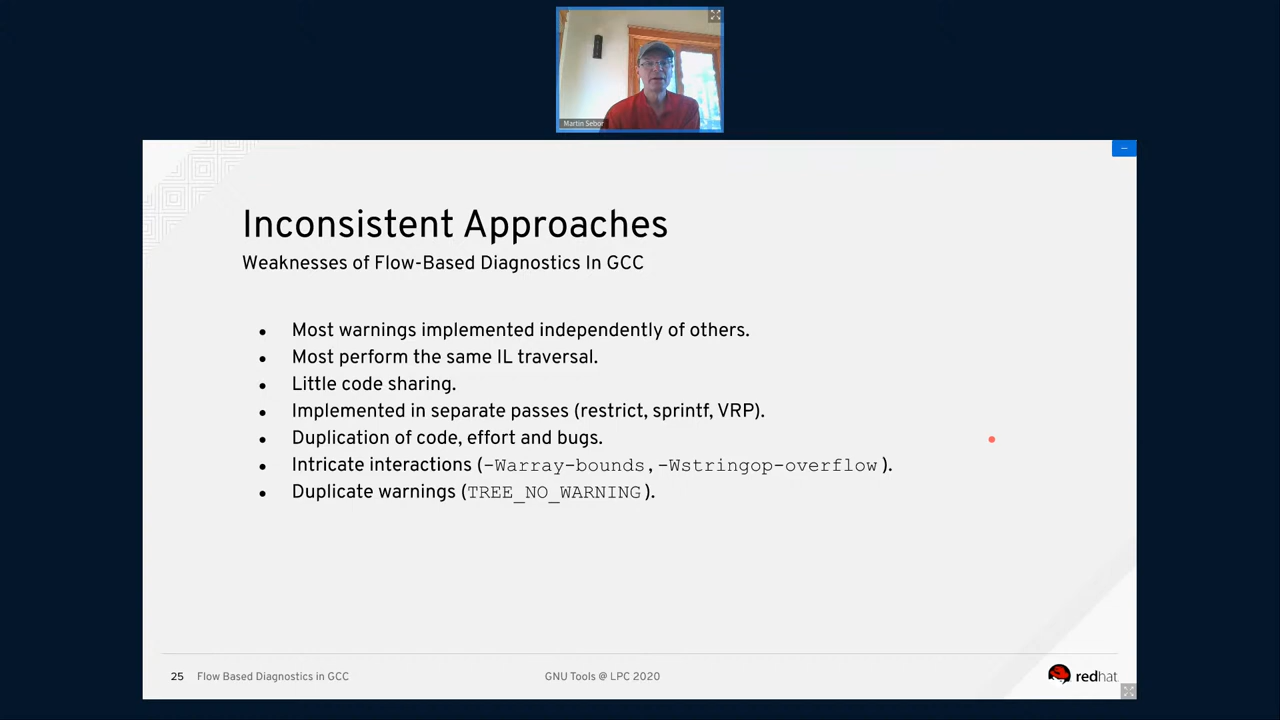 Martin Sebor
Inconsistent Approaches
Weaknesses of Flow-Based Diagnostics In GCC
● Most warnings implemented independently of others.
● Most perform the same IL traversal.
● Little code sharing.
● Implemented in separate passes (restrict, sprintf, VRP).
● Duplication of code, effort and bugs.
● Intricate interactions (-Warray-bounds, -Wstringop-overflow ).
● Duplicate warnings (TREE_NO_WARNING ).
25 Flow Based Diagnostics in GCC GNU Tools @ LPC 2020 redhat.